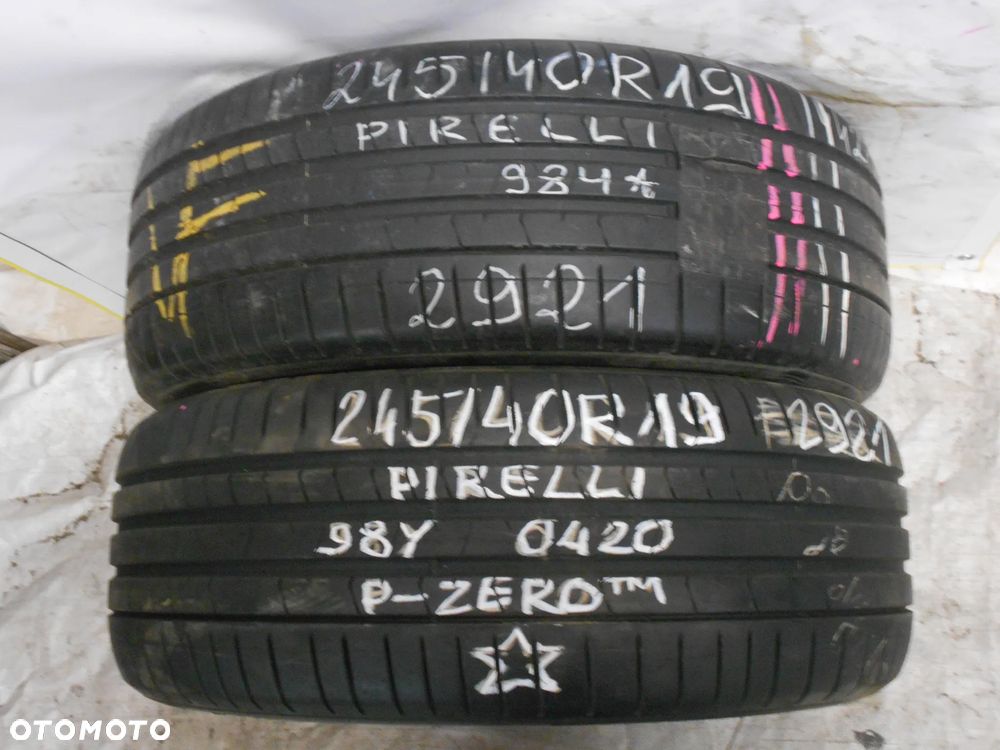 245/40R19
PIRELLI
98Y
2921
245/40R19
2921
PIRELLI
98Y 0420
P-ZERO™
OTOMOTO